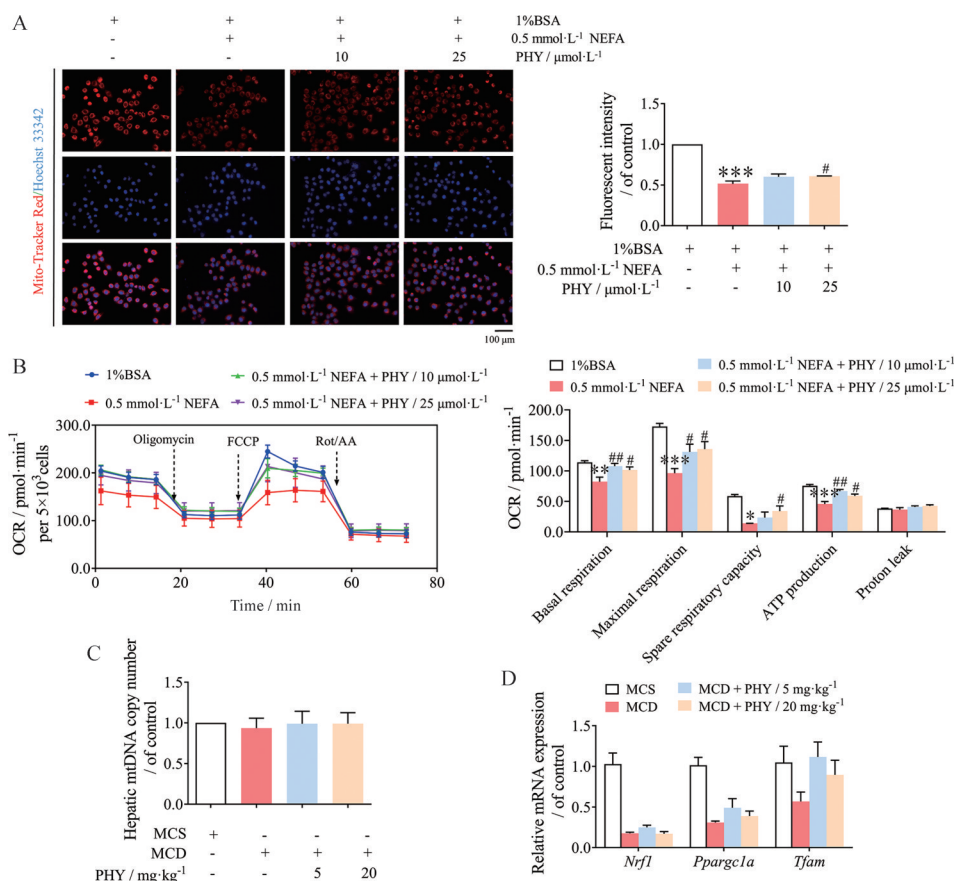 A
+ + + + 1%BSA
- + + + 0.5 mmol·L⁻¹ NEFA
- - 10 25 PHY / μmol·L⁻¹
Mito-Tracker Red/Hoechst 33342
100 μm
Fluorescent intensity
/ of control
1.5
1.0
0.5
0.0
***
#
1%BSA + + + +
0.5 mmol·L⁻¹ NEFA - + + +
PHY / μmol·L⁻¹ - - 10 25
B
1%BSA
0.5 mmol·L⁻¹ NEFA + PHY / 10 μmol·L⁻¹
0.5 mmol·L⁻¹ NEFA
0.5 mmol·L⁻¹ NEFA + PHY / 25 μmol·L⁻¹
OCR / pmol·min⁻¹
per 5×10³cells
300.0
200.0
100.0
0.0
Oligomycin
FCCP
Rot/AA
0 20 40 60 80
Time / min
1%BSA
0.5 mmol·L⁻¹ NEFA + PHY / 10 μmol·L⁻¹
0.5 mmol·L⁻¹ NEFA
0.5 mmol·L⁻¹ NEFA + PHY / 25 μmol·L⁻¹
OCR / pmol·min⁻¹
200.0
150.0
100.0
50.0
0.0
** ## #
*** # #
* #
*** ## #
Basal respiration
Maximal respiration
Spare respiratory capacity
ATP production
Proton leak
C
Hepatic mtDNA copy number
/ of control
1.5
1.0
0.5
0.0
MCS + - - -
MCD - + + +
PHY / mg·kg⁻¹ - - 5 20
D
MCS
MCD + PHY / 5 mg·kg⁻¹
MCD
MCD + PHY / 20 mg·kg⁻¹
Relative mRNA expression
/ of control
1.5
1.0
0.5
0.0
Nrf1
Ppargc1a
Tfam